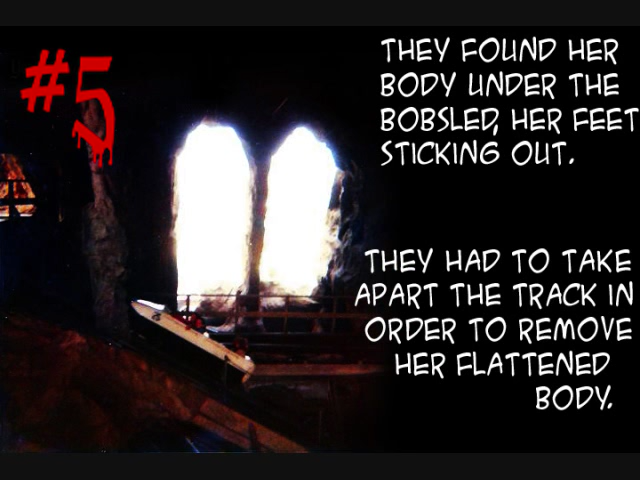 #5
THEY FOUND HER
BODY UNDER THE
BOBSLED, HER FEET
STICKING OUT.
THEY HAD TO TAKE
APART THE TRACK IN
ORDER TO REMOVE
HER FLATTENED
BODY.